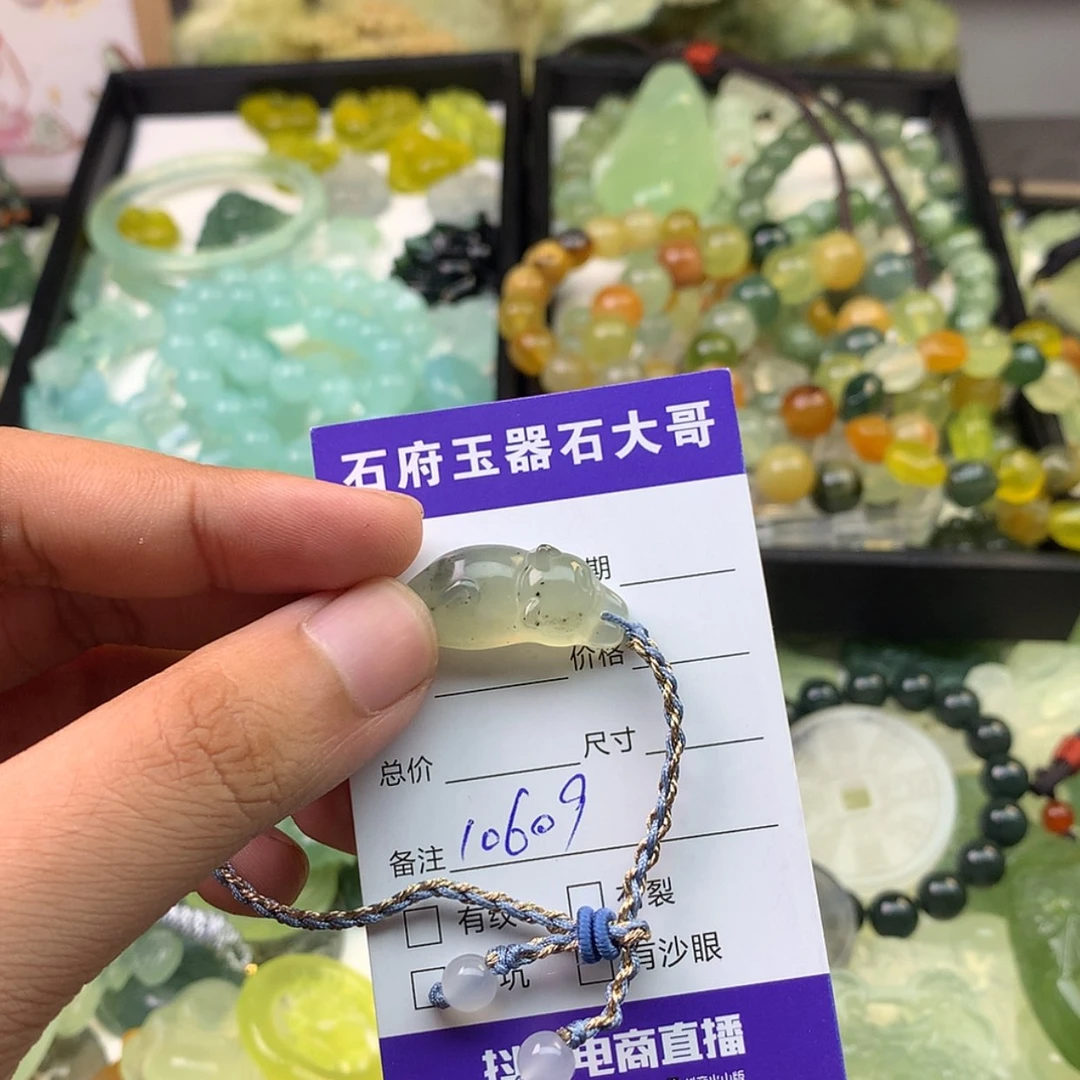 石府玉器石大哥
期
价格
总价
尺寸
备注 10609
有纹
裂
坑
有沙眼
电商直播